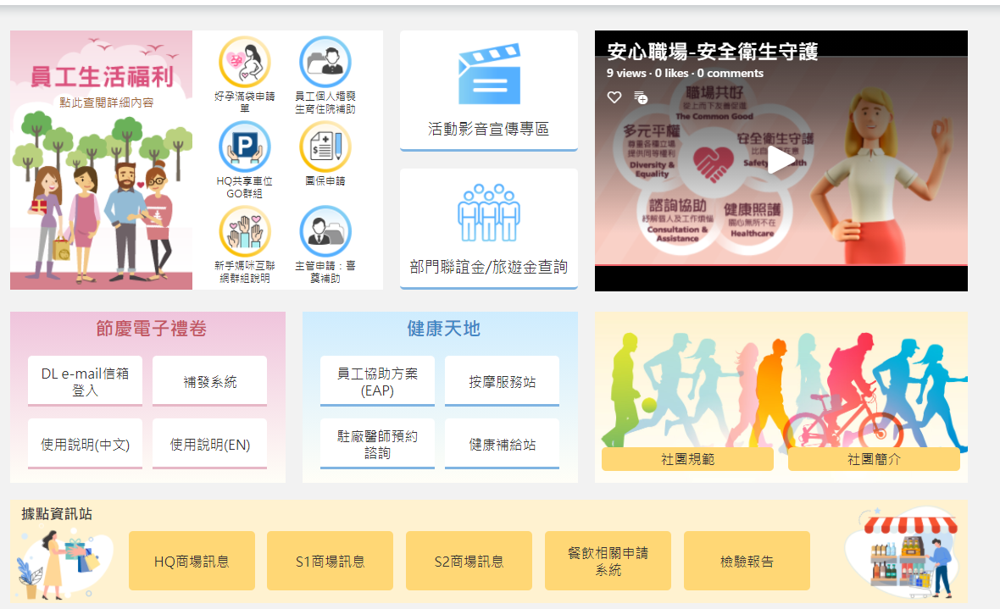 員工生活福利
點此查閱詳細內容
好孕滿袋申請
單
員工個人婚喪
生育住院補助
P
HQ共享車位
GO群組
團保申請
新手媽咪互聯
網群組說明
主管申請：喜
奠補助
活動影音宣傳專區
部門聯誼金/旅遊金查詢
安心職場-安全衛生守護
9 views · 0 likes · 0 comments
職場共好
從上而下友善促進
The Common Good
多元平權
尊重各種立場
提供同等權利
Diversity &
Equality
安全衛生守護
諮詢協助
紓解個人及工作煩惱
Consultation &
Assistance
健康照護
關心無所不在
Healthcare
節慶電子禮卷
DL e-mail信箱
登入
補發系統
使用說明(中文)
使用說明(EN)
健康天地
員工協助方案
(EAP)
按摩服務站
駐廠醫師預約
諮詢
健康補給站
社團規範
社團簡介
據點資訊站
HQ商場訊息
S1商場訊息
S2商場訊息
餐飲相關申請
系統
檢驗報告